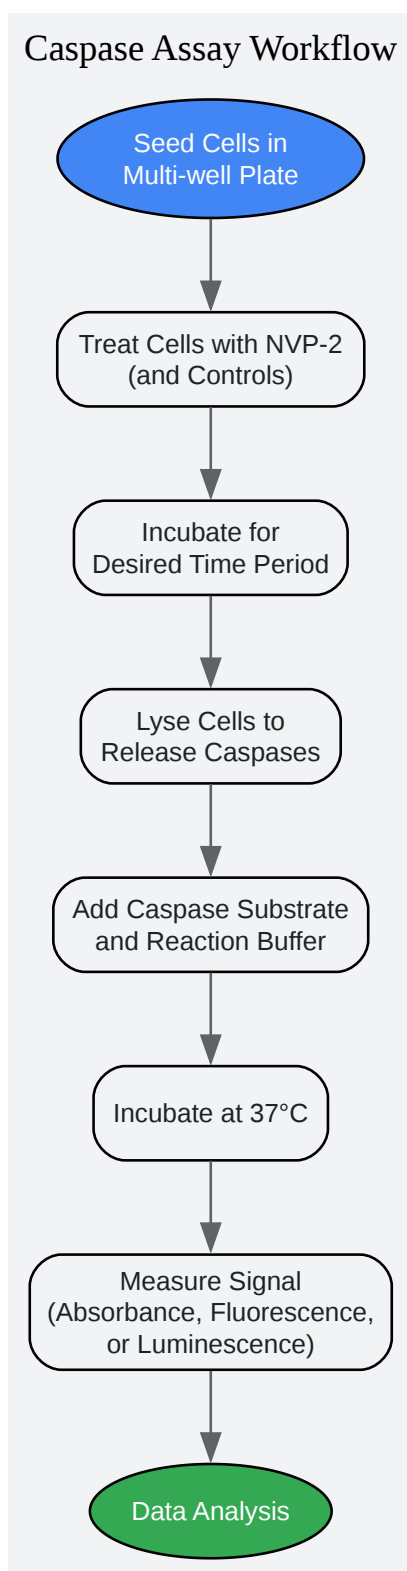 Caspase Assay Workflow
Seed Cells in
Multi-well Plate
Treat Cells with NVP-2
(and Controls)
Incubate for
Desired Time Period
Lyse Cells to
Release Caspases
Add Caspase Substrate
and Reaction Buffer
Incubate at 37°C
Measure Signal
(Absorbance, Fluorescence,
or Luminescence)
Data Analysis